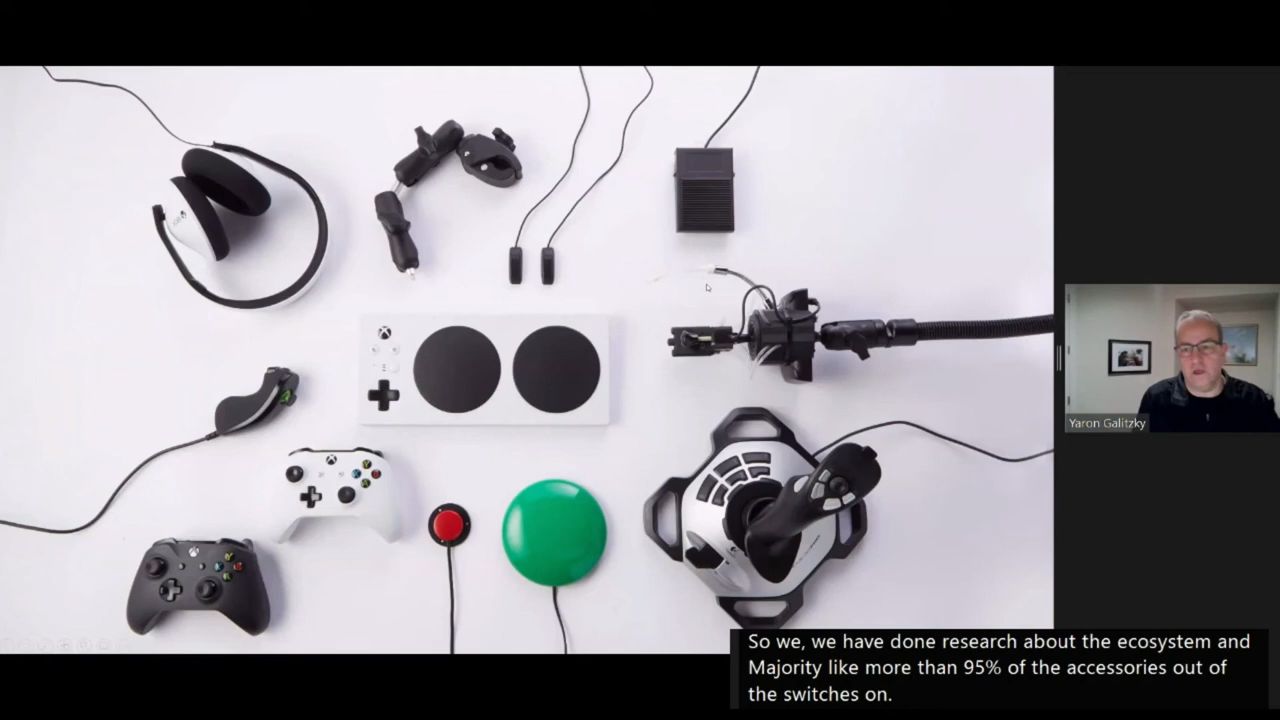 Yaron Galitzky
So we, we have done research about the ecosystem and
Majority like more than 95% of the accessories out of
the switches on.